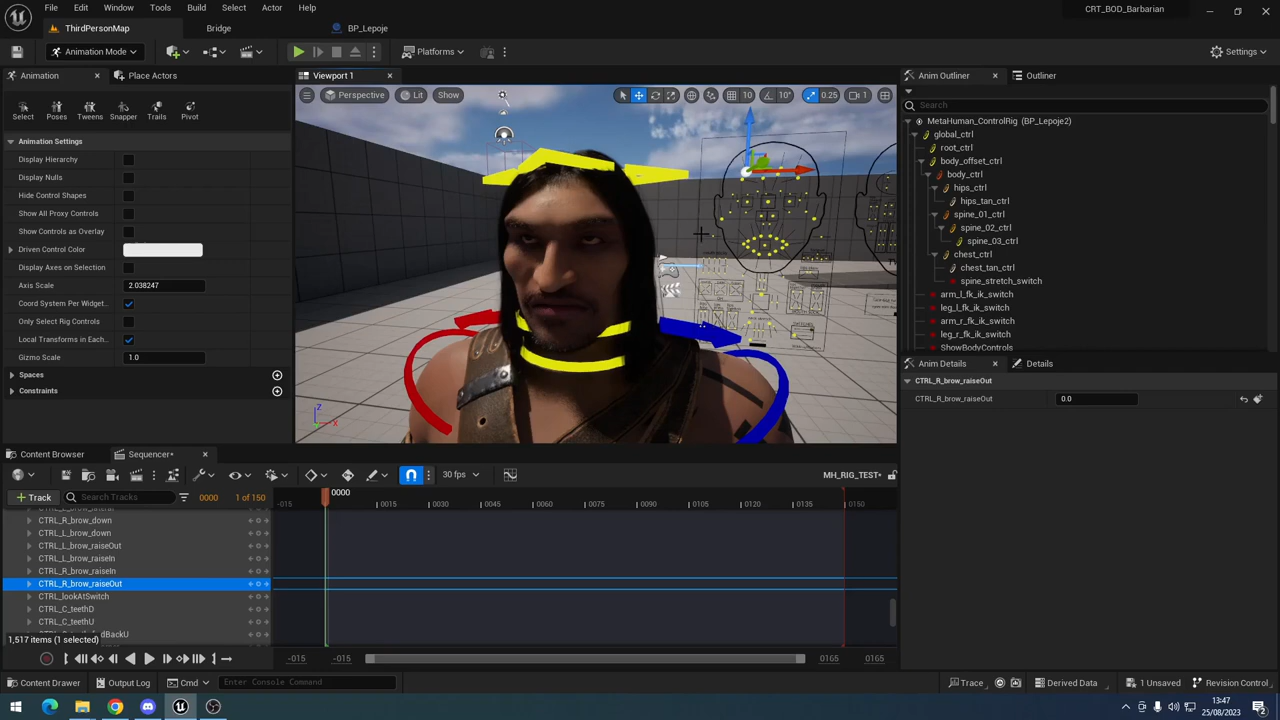 File
Edit
Window
Tools
Build
Select
Actor
Help
CRT_BOD_Barbarian
ThirdPersonMap
Bridge
BP_Lepoje
Animation Mode
Platforms
Settings
Animation
Place Actors
Viewport 1
Anim Outliner
Outliner
Select
Poses
Tweens
Snapper
Trails
Pivot
Perspective
Lit
Show
10
10°
0.25
1
Search
Animation Settings
Display Hierarchy
Display Nulls
Hide Control Shapes
Show All Proxy Controls
Show Controls as Overlay
Driven Control Color
Display Axes on Selection
Axis Scale
2.038247
Coord System Per Widget..
Only Select Rig Controls
Local Transforms in Each..
Gizmo Scale
1.0
Spaces
Constraints
MetaHuman_ControlRig (BP_Lepoje2)
global_ctrl
root_ctrl
body_offset_ctrl
body_ctrl
hips_ctrl
hips_tan_ctrl
spine_01_ctrl
spine_02_ctrl
spine_03_ctrl
chest_ctrl
chest_tan_ctrl
spine_stretch_switch
arm_l_fk_ik_switch
leg_l_fk_ik_switch
arm_r_fk_ik_switch
leg_r_fk_ik_switch
ShowBodyControls
Anim Details
Details
CTRL_R_brow_raiseOut
CTRL_R_brow_raiseOut
0.0
Content Browser
Sequencer*
30 fps
MH_RIG_TEST*
Track
Search Tracks
0000
1 of 150
0000
-015
0015
0030
0045
0060
0075
0090
0105
0120
0135
0150
CTRL_R_brow_down
CTRL_L_brow_down
CTRL_L_brow_raiseOut
CTRL_L_brow_raiseIn
CTRL_R_brow_raiseIn
CTRL_R_brow_raiseOut
CTRL_lookAtSwitch
CTRL_C_teethD
CTRL_C_teethU
1,517 items (1 selected)
-015
-015
0165
0165
Content Drawer
Output Log
Cmd
Enter Console Command
Trace
Derived Data
1 Unsaved
Revision Control
13:47
25/08/2023
2